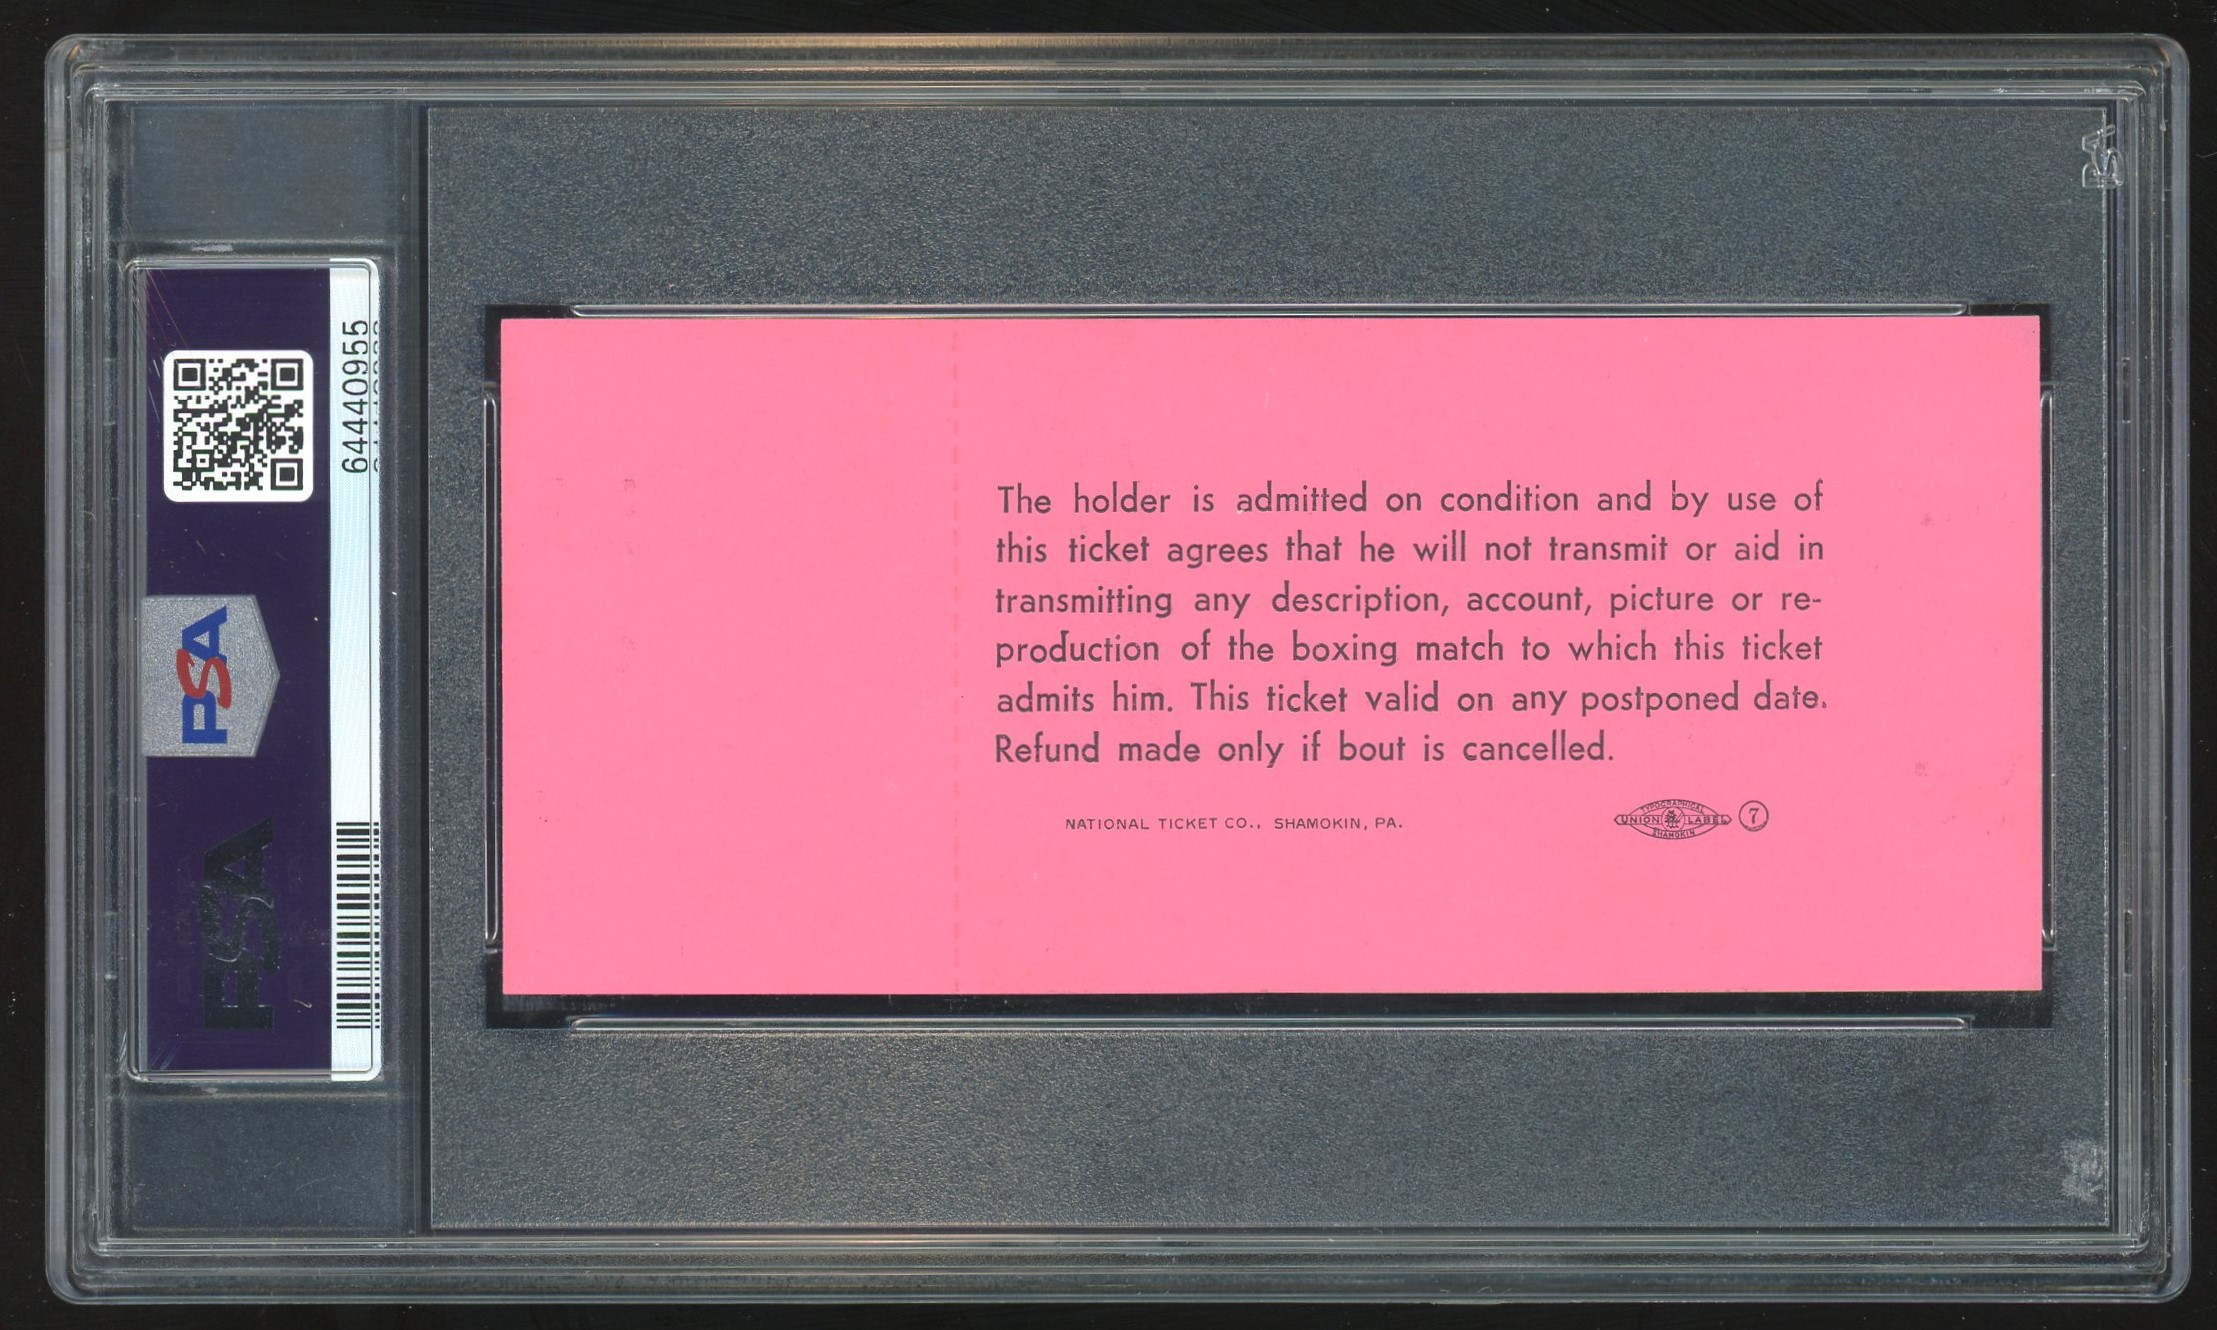 64440955
PSA
PSA
PSA
The holder is admitted on condition and by use of
this ticket agrees that he will not transmit or aid in
transmitting any description, account, picture or re-
production of the boxing match to which this ticket
admits him. This ticket valid on any postponed date.
Refund made only if bout is cancelled.
NATIONAL TICKET CO., SHAMOKIN, PA.
TYPOGRAPHICAL
UNION LABEL
SHAMOKIN
7